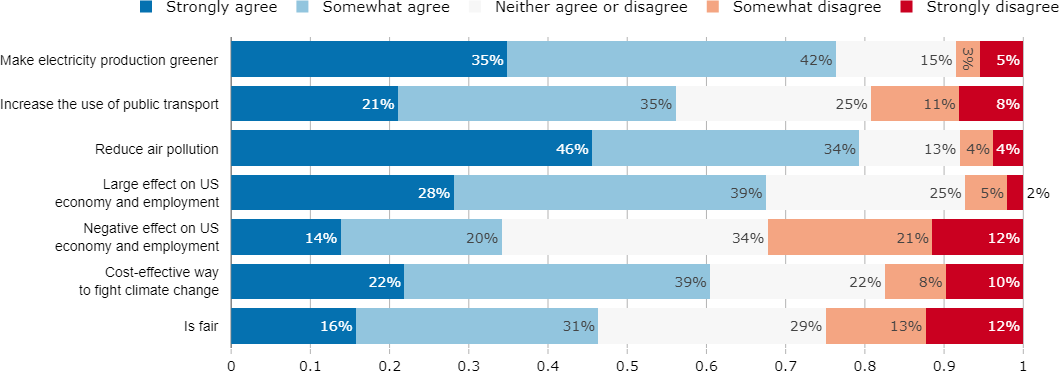 Strongly agree Somewhat agree Neither agree or disagree Somewhat disagree Strongly disagree
Make electricity production greener 35% 42% 15% 3% 5%
Increase the use of public transport 21% 35% 25% 11% 8%
Reduce air pollution 46% 34% 13% 4% 4%
Large effect on US
economy and employment 28% 39% 25% 5% 2%
Negative effect on US
economy and employment 14% 20% 34% 21% 12%
Cost-effective way
to fight climate change 22% 39% 22% 8% 10%
Is fair 16% 31% 29% 13% 12%
0 0.1 0.2 0.3 0.4 0.5 0.6 0.7 0.8 0.9 1